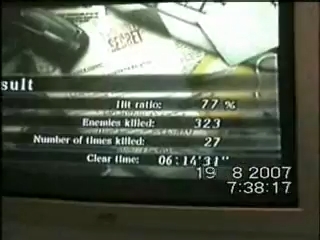 SECRET
sult
Hit ratio: 77 %
Enemies killed: 323
Number of times killed: 27
Clear time: 06:14'31"
19 8 2007
7:38:17